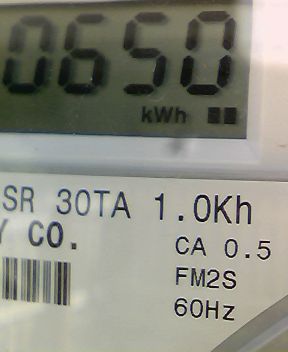 0650
kWh
SR 30TA 1.0Kh
Y CO.
CA 0.5
FM2S
60Hz